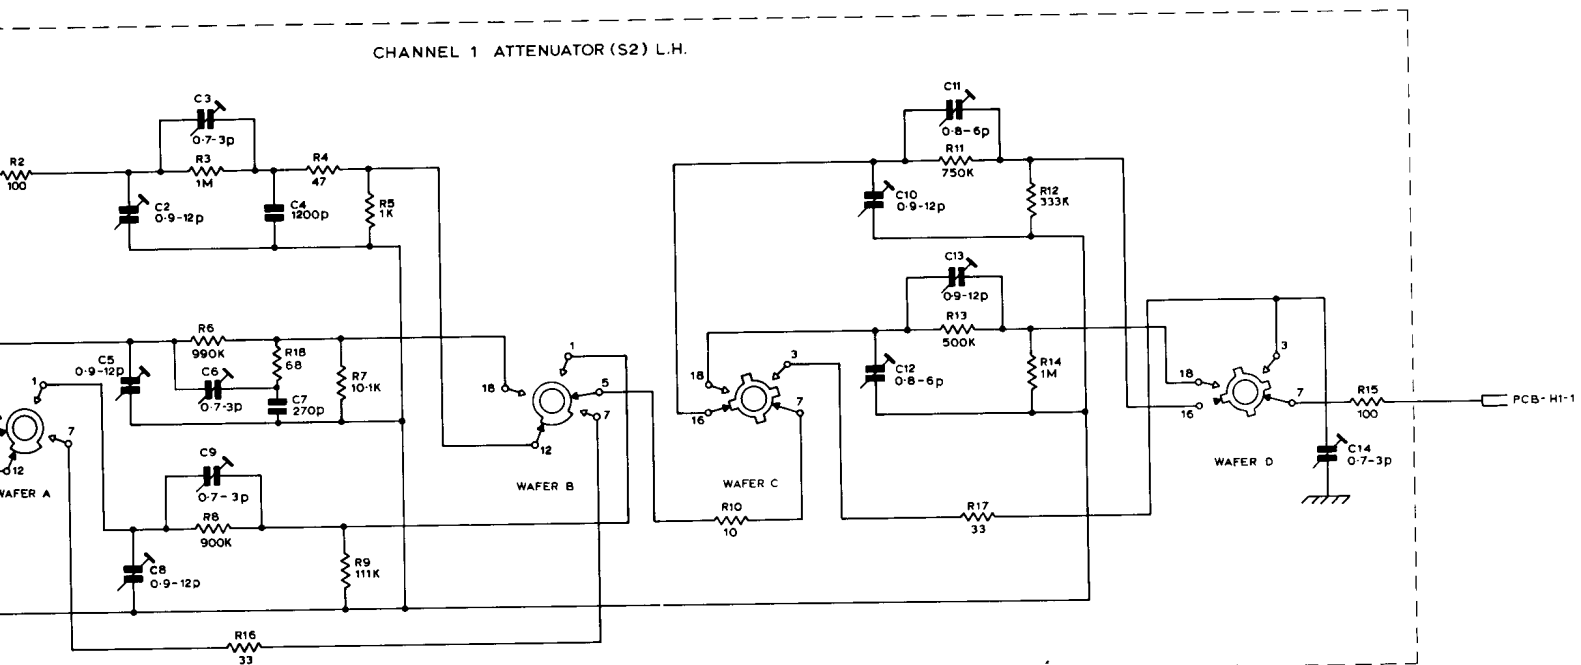 CHANNEL 1 ATTENUATOR (S2) L.H.
R2
100
C3
0·7-3p
R3
1M
C2
0·9-12p
C4
1200p
R4
47
R5
1K
C11
0·8-6p
R11
750K
C10
0·9-12p
R12
333K
C13
0·9-12p
R13
500K
C12
0·8-6p
R14
1M
R6
990K
C5
0·9-12p
C6
0·7-3p
R18
68
C7
270p
R7
10·1K
1
7
12
WAFER A
C9
0·7-3p
R8
900K
C8
0·9-12p
R9
111K
R16
33
1
18
5
7
12
WAFER B
3
18
16
7
WAFER C
R10
10
R17
33
3
18
16
7
WAFER D
R15
100
PCB-H1-1
C14
0·7-3p